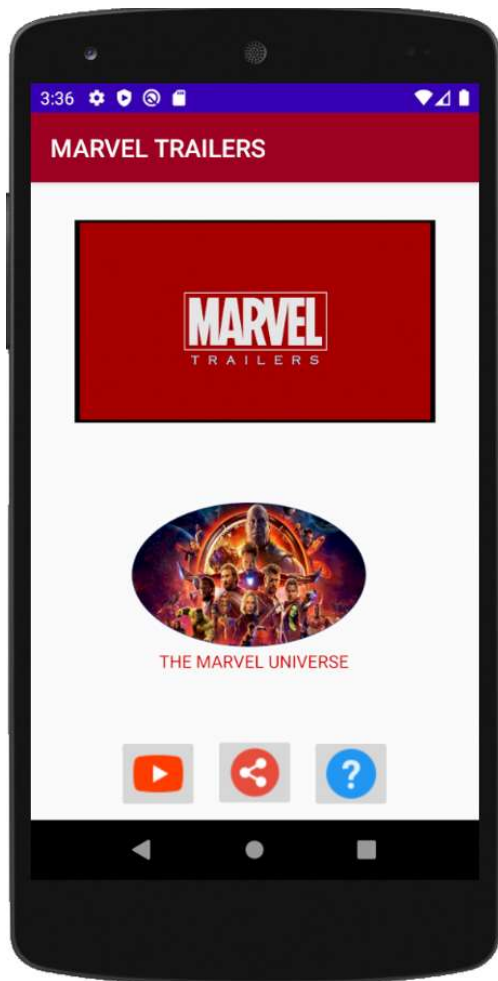 3:36
MARVEL TRAILERS
MARVEL
TRAILERS
THE MARVEL UNIVERSE
?